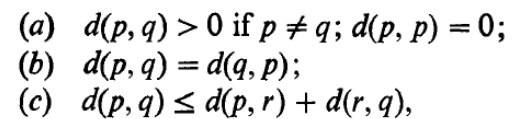 (a) d(p, q) > 0 if p ≠ q; d(p, p) = 0;
(b) d(p, q) = d(q, p);
(c) d(p, q) ≤ d(p, r) + d(r, q),